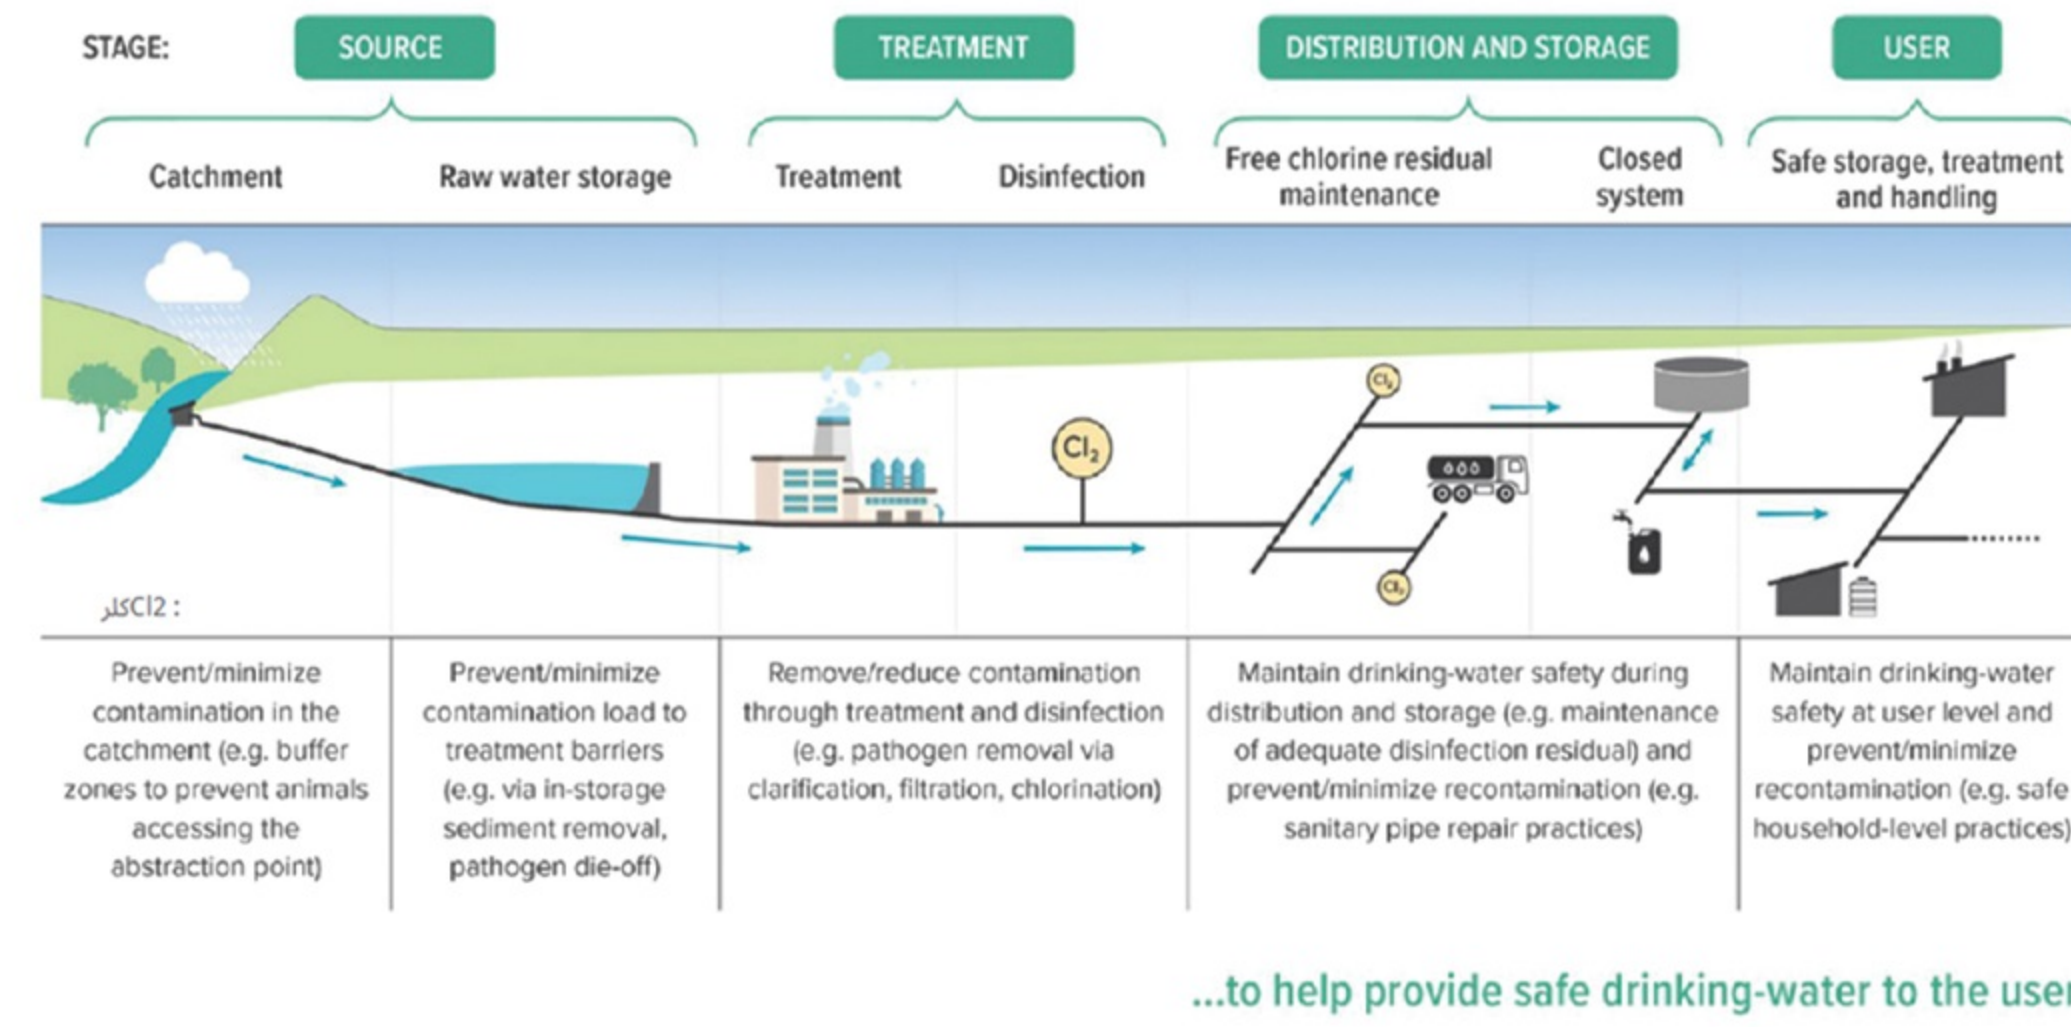 STAGE:
SOURCE
TREATMENT
DISTRIBUTION AND STORAGE
USER
Catchment
Raw water storage
Treatment
Disinfection
Free chlorine residual
maintenance
Closed
system
Safe storage, treatment
and handling
Cl₂
Cl₂
Cl₂
کلرCl2 :
Prevent/minimize
contamination in the
catchment (e.g. buffer
zones to prevent animals
accessing the
abstraction point)
Prevent/minimize
contamination load to
treatment barriers
(e.g. via in-storage
sediment removal,
pathogen die-off)
Remove/reduce contamination
through treatment and disinfection
(e.g. pathogen removal via
clarification, filtration, chlorination)
Maintain drinking-water safety during
distribution and storage (e.g. maintenance
of adequate disinfection residual) and
prevent/minimize recontamination (e.g.
sanitary pipe repair practices)
Maintain drinking-water
safety at user level and
prevent/minimize
recontamination (e.g. safe
household-level practices)
...to help provide safe drinking-water to the user